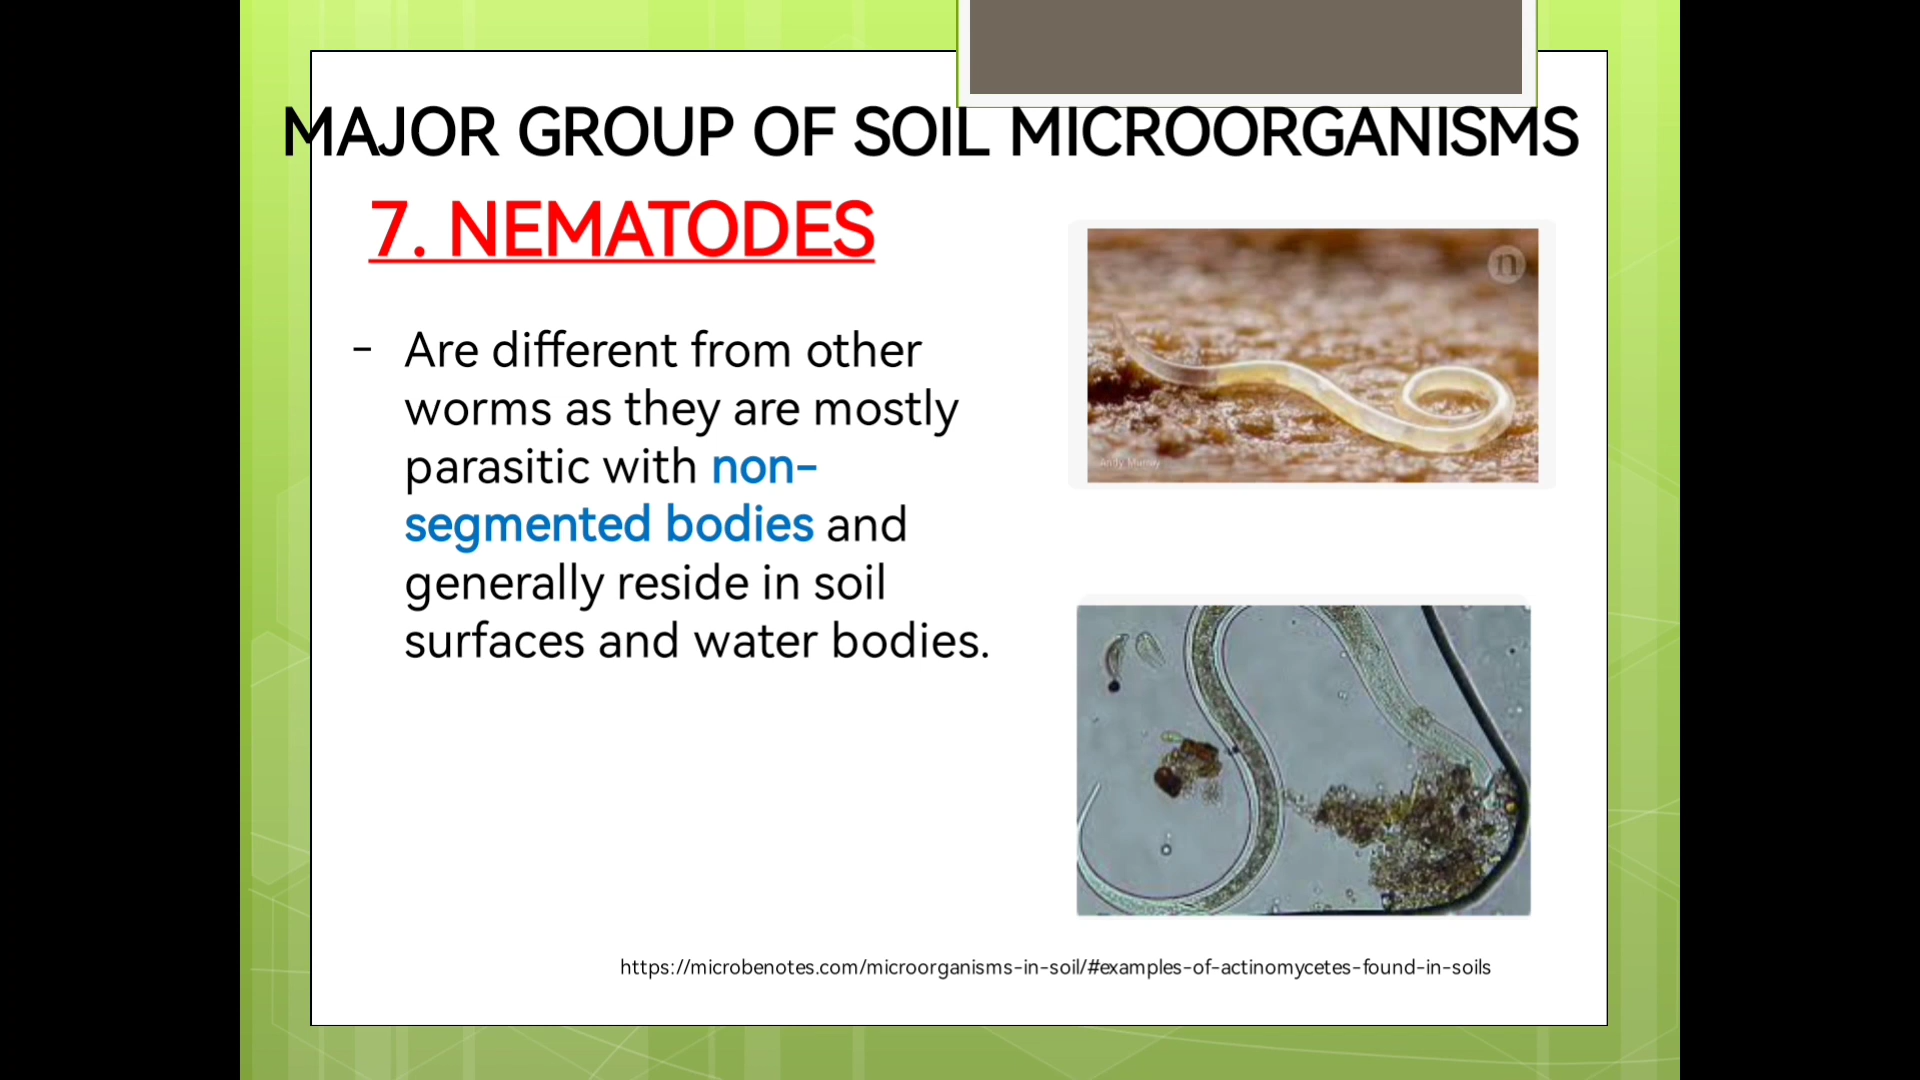 MAJOR GROUP OF SOIL MICROORGANISMS
7. NEMATODES
- Are different from other
worms as they are mostly
parasitic with non-
segmented bodies and
generally reside in soil
surfaces and water bodies.
n
Andy Murray
https://microbenotes.com/microorganisms-in-soil/#examples-of-actinomycetes-found-in-soils